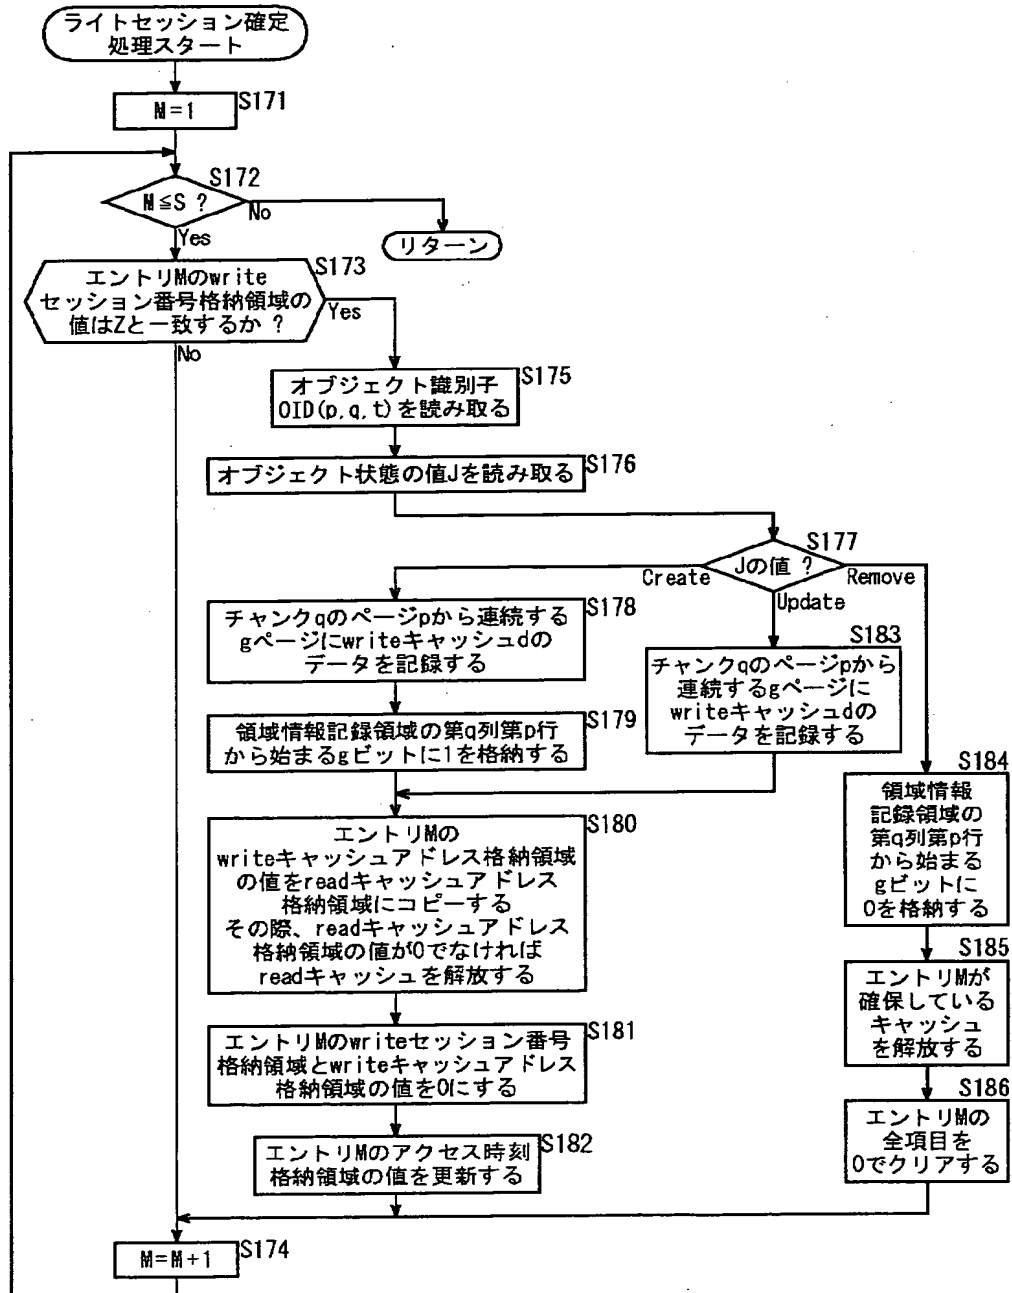 ライトセッション確定
処理スタート
M=1
S171
M≦S ?
S172
No
Yes
リターン
エントリMのwrite
セッション番号格納領域の
値はZと一致するか ?
S173
Yes
No
オブジェクト識別子
OID(p,q,t)を読み取る
S175
オブジェクト状態の値Jを読み取る
S176
Jの値 ?
S177
Create
Update
Remove
チャンクqのページpから連続する
gページにwriteキャッシュdの
データを記録する
S178
領域情報記録領域の第q列第p行
から始まるgビットに1を格納する
S179
チャンクqのページpから
連続するgページに
writeキャッシュdの
データを記録する
S183
エントリMの
writeキャッシュアドレス格納領域
の値をreadキャッシュアドレス
格納領域にコピーする
その際、readキャッシュアドレス
格納領域の値が0でなければ
readキャッシュを解放する
S180
エントリMのwriteセッション番号
格納領域とwriteキャッシュアドレス
格納領域の値を0にする
S181
エントリMのアクセス時刻
格納領域の値を更新する
S182
領域情報
記録領域の
第q列第p行
から始まる
gビットに
0を格納する
S184
エントリMが
確保している
キャッシュ
を解放する
S185
エントリMの
全項目を
0でクリアする
S186
M=M+1
S174